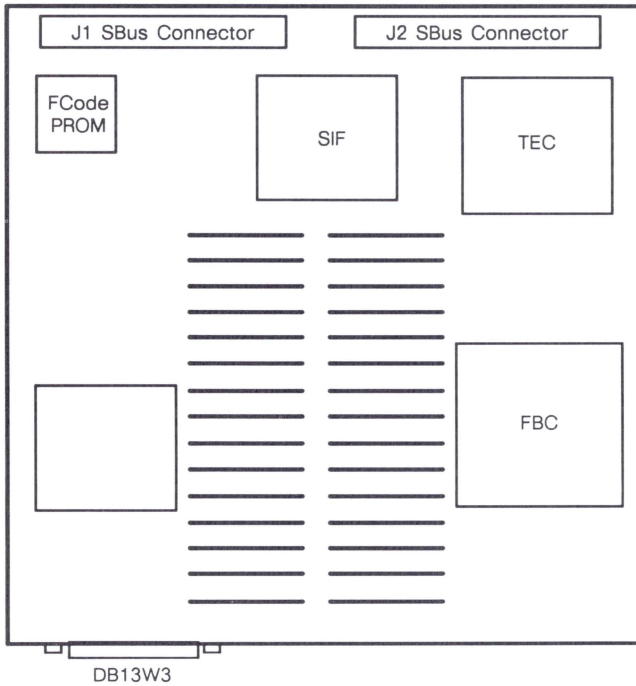 J1 SBus Connector
J2 SBus Connector
FCode
PROM
SIF
TEC
FBC
DB13W3